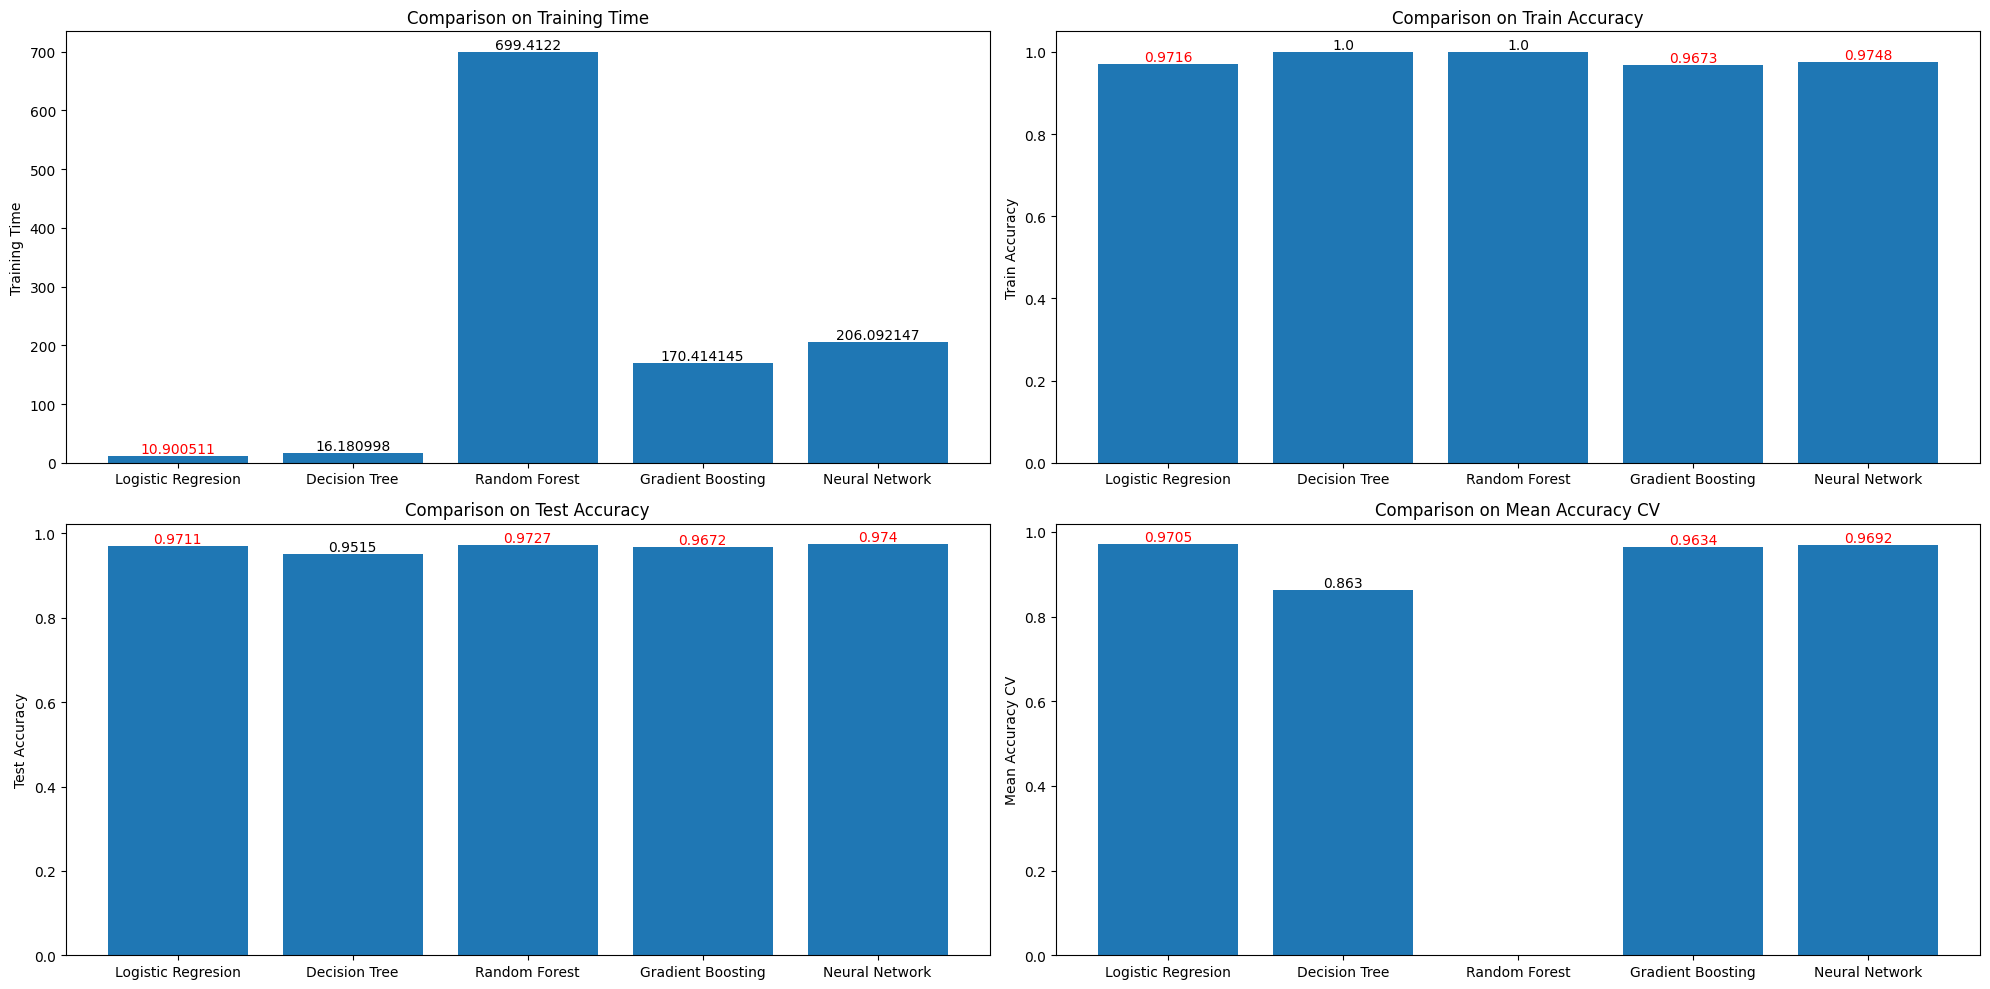 Comparison on Training Time
Training Time
700
600
500
400
300
200
100
0
10.900511
16.180998
699.4122
170.414145
206.092147
Logistic Regresion
Decision Tree
Random Forest
Gradient Boosting
Neural Network
Comparison on Train Accuracy
Train Accuracy
1.0
0.8
0.6
0.4
0.2
0.0
0.9716
1.0
1.0
0.9673
0.9748
Logistic Regresion
Decision Tree
Random Forest
Gradient Boosting
Neural Network
Comparison on Test Accuracy
Test Accuracy
1.0
0.8
0.6
0.4
0.2
0.0
0.9711
0.9515
0.9727
0.9672
0.974
Logistic Regresion
Decision Tree
Random Forest
Gradient Boosting
Neural Network
Comparison on Mean Accuracy CV
Mean Accuracy CV
1.0
0.8
0.6
0.4
0.2
0.0
0.9705
0.863
0.9634
0.9692
Logistic Regresion
Decision Tree
Random Forest
Gradient Boosting
Neural Network